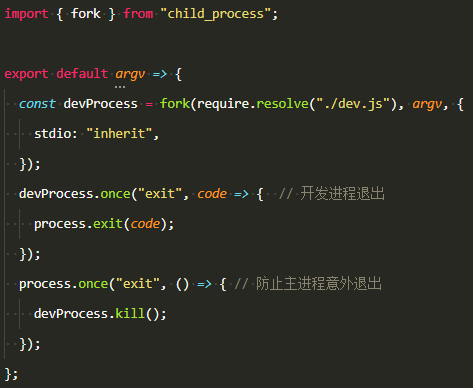 import { fork } from "child_process";
export default argv => {
const devProcess = fork(require.resolve("./dev.js"), argv, {
stdio: "inherit",
});
devProcess.once("exit", code => { // 开发进程退出
process.exit(code);
});
process.once("exit", () => { // 防止主进程意外退出
devProcess.kill();
});
};